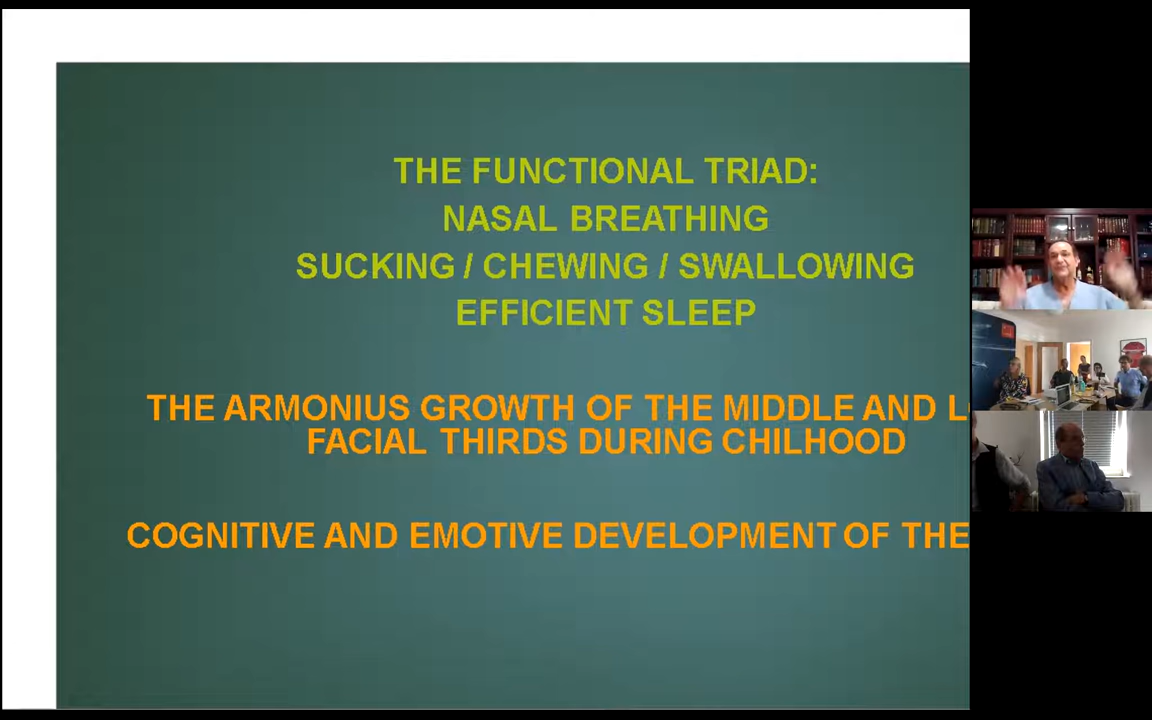 THE FUNCTIONAL TRIAD:
NASAL BREATHING
SUCKING / CHEWING / SWALLOWING
EFFICIENT SLEEP
THE ARMONIUS GROWTH OF THE MIDDLE AND
FACIAL THIRDS DURING CHILHOOD
COGNITIVE AND EMOTIVE DEVELOPMENT OF THE